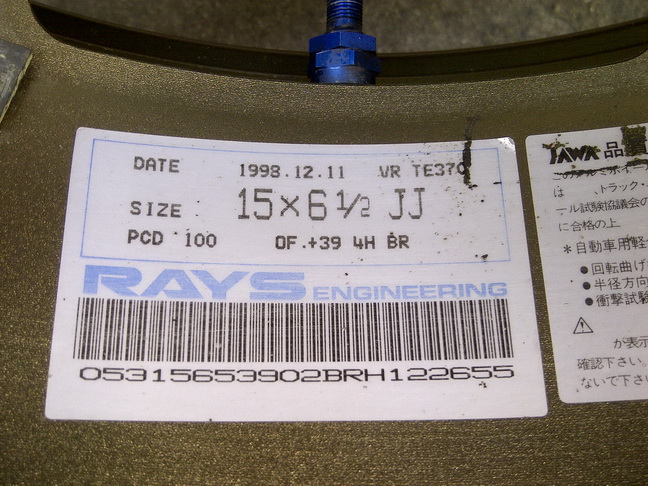 DATE 1998.12.11 VR TE37
SIZE 15×6 1/2 JJ
PCD 100 OF.+39 4H BR
RAYS ENGINEERING
05315653902BRH122655
JAWA 品
は 、トラック・
ール試験協議会の
に合格の上
*自動車用軽
●回転曲げ
●半径方向
●衝撃試験
が表示
確認下さい。
ないで下さ